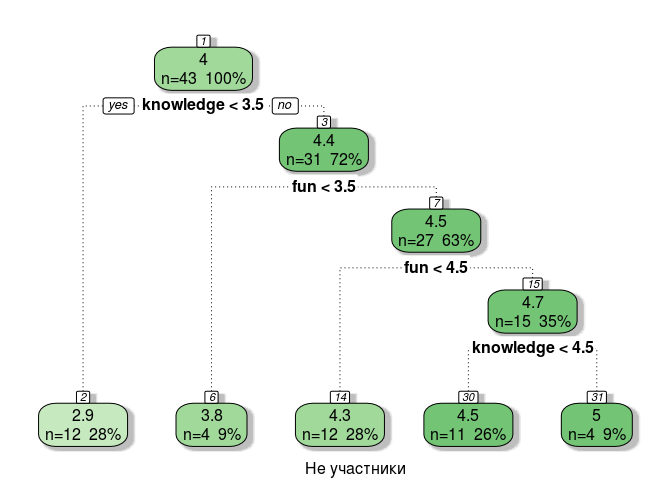 1
4
n=43 100%
yes knowledge < 3.5 no
3
4.4
n=31 72%
fun < 3.5
7
4.5
n=27 63%
fun < 4.5
15
4.7
n=15 35%
knowledge < 4.5
2
2.9
n=12 28%
6
3.8
n=4 9%
14
4.3
n=12 28%
30
4.5
n=11 26%
31
5
n=4 9%
Не участники